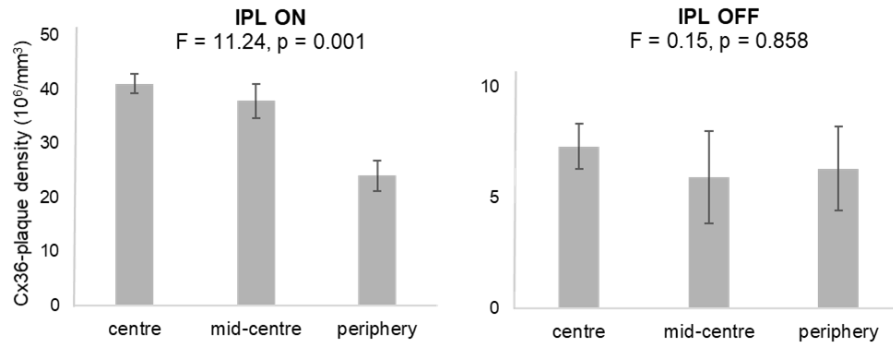 IPL ON
F = 11.24, p = 0.001
Cx36-plaque density (10⁶/mm³)
50
40
30
20
10
0
centre mid-centre periphery
IPL OFF
F = 0.15, p = 0.858
10
5
0
centre mid-centre periphery